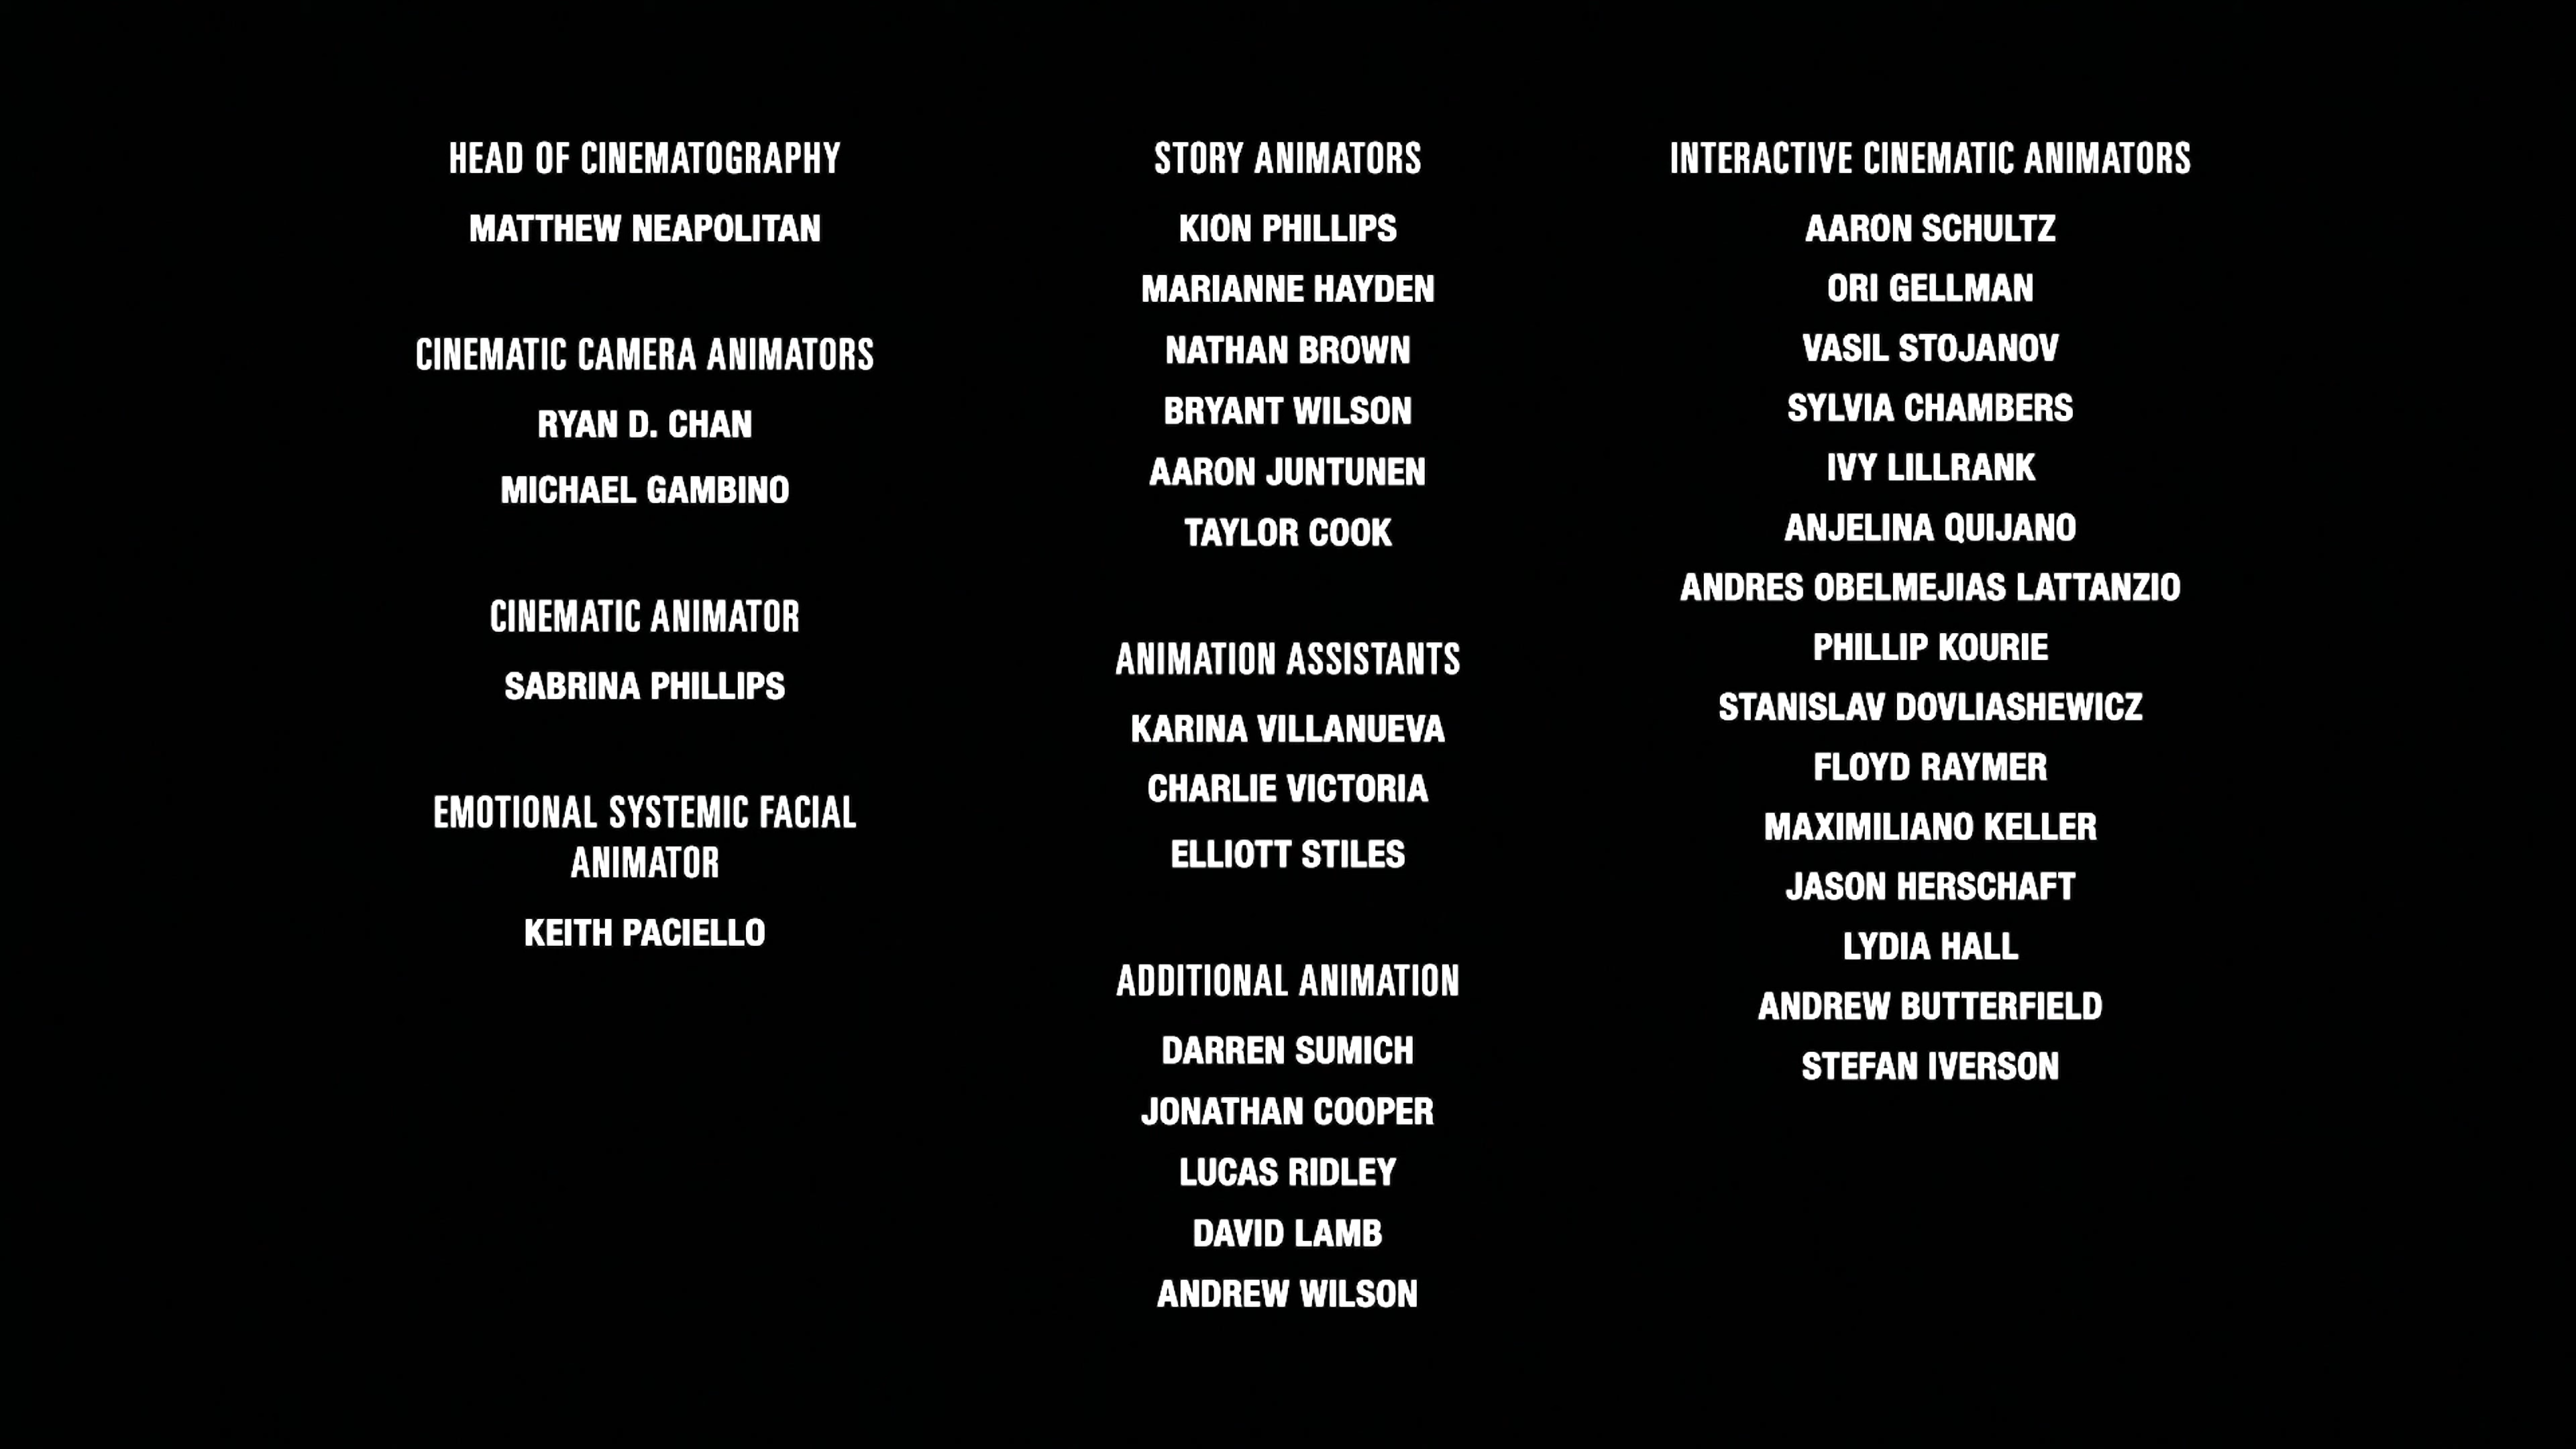 HEAD OF CINEMATOGRAPHY
MATTHEW NEAPOLITAN
CINEMATIC CAMERA ANIMATORS
RYAN D. CHAN
MICHAEL GAMBINO
CINEMATIC ANIMATOR
SABRINA PHILLIPS
EMOTIONAL SYSTEMIC FACIAL
ANIMATOR
KEITH PACIELLO
STORY ANIMATORS
KION PHILLIPS
MARIANNE HAYDEN
NATHAN BROWN
BRYANT WILSON
AARON JUNTUNEN
TAYLOR COOK
ANIMATION ASSISTANTS
KARINA VILLANUEVA
CHARLIE VICTORIA
ELLIOTT STILES
ADDITIONAL ANIMATION
DARREN SUMICH
JONATHAN COOPER
LUCAS RIDLEY
DAVID LAMB
ANDREW WILSON
INTERACTIVE CINEMATIC ANIMATORS
AARON SCHULTZ
ORI GELLMAN
VASIL STOJANOV
SYLVIA CHAMBERS
IVY LILLRANK
ANJELINA QUIJANO
ANDRES OBELMEJIAS LATTANZIO
PHILLIP KOURIE
STANISLAV DOVLIASHEWICZ
FLOYD RAYMER
MAXIMILIANO KELLER
JASON HERSCHAFT
LYDIA HALL
ANDREW BUTTERFIELD
STEFAN IVERSON